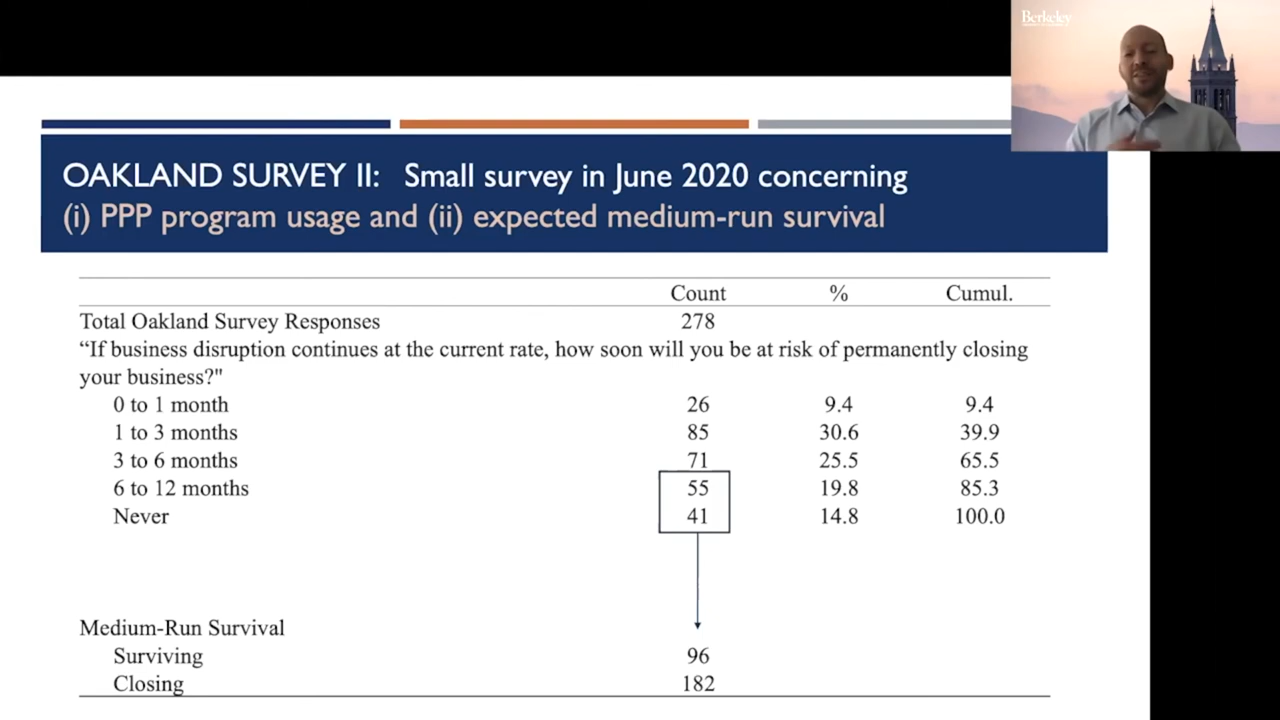 Berkeley
OAKLAND SURVEY II: Small survey in June 2020 concerning
(i) PPP program usage and (ii) expected medium-run survival
Count % Cumul.
Total Oakland Survey Responses 278
“If business disruption continues at the current rate, how soon will you be at risk of permanently closing
your business?"
0 to 1 month 26 9.4 9.4
1 to 3 months 85 30.6 39.9
3 to 6 months 71 25.5 65.5
6 to 12 months 55 19.8 85.3
Never 41 14.8 100.0
Medium-Run Survival
Surviving 96
Closing 182